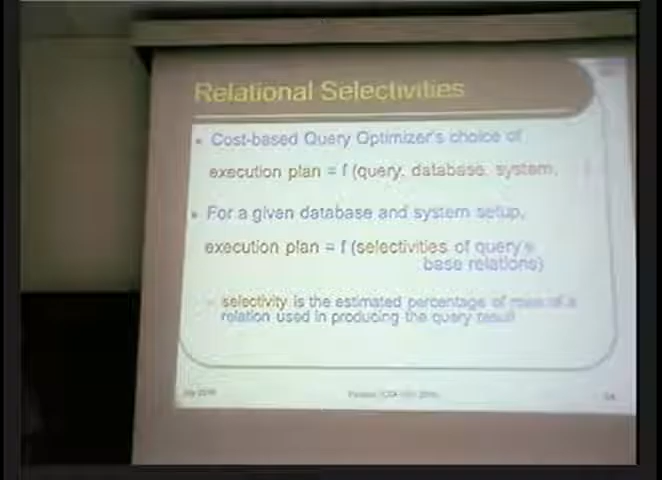 Relational Selectivities
• Cost-based Query Optimizer's choice of
execution plan = f (query, database, system,
• For a given database and system setup,
execution plan = f (selectivities of query's
base relations)
– selectivity is the estimated percentage of rows of a
relation used in producing the query result